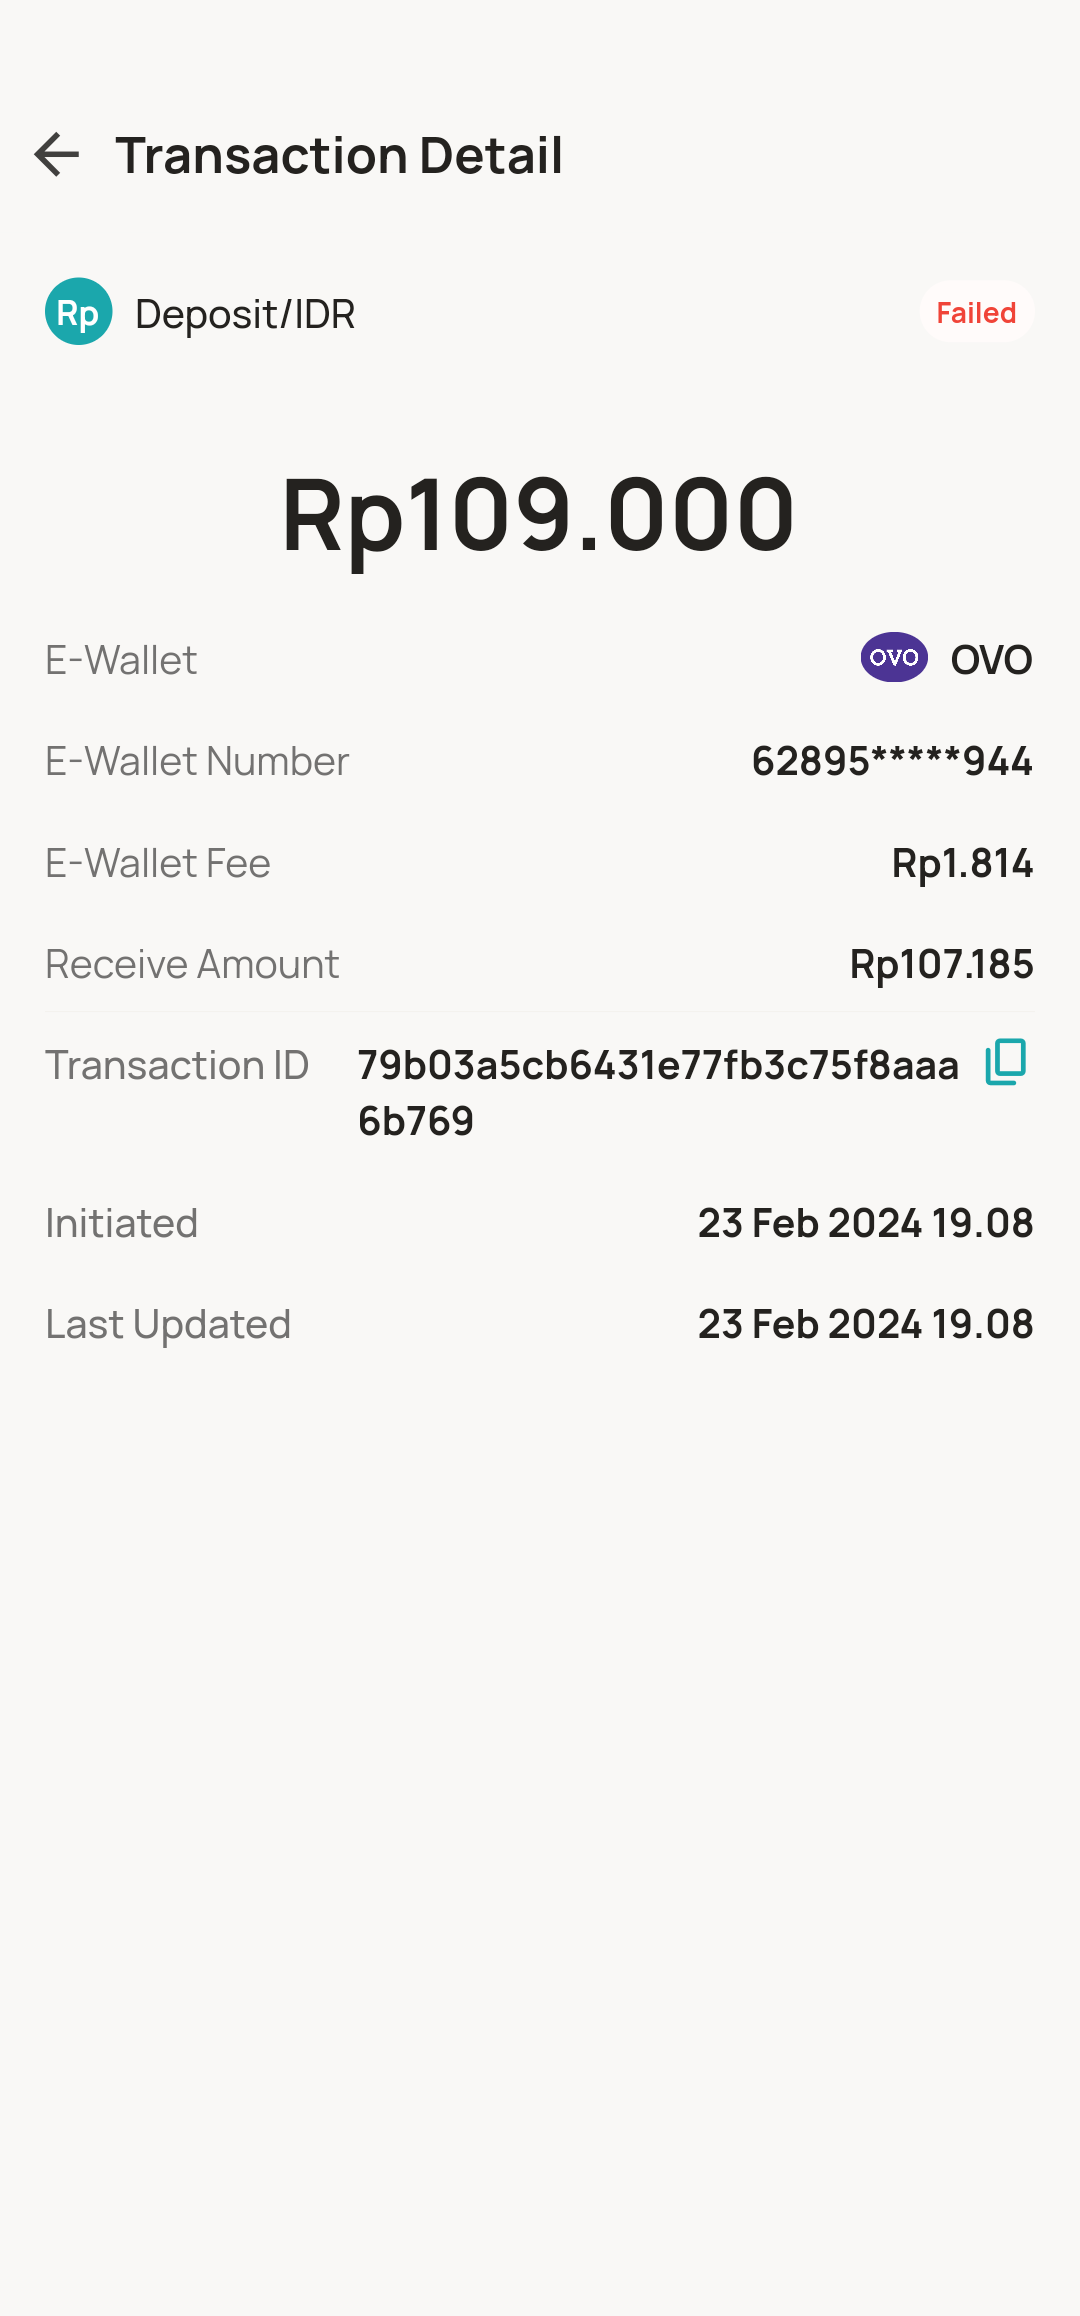 Transaction Detail
Rp Deposit/IDR Failed
Rp109.000
E-Wallet OVO OVO
E-Wallet Number 62895*****944
E-Wallet Fee Rp1.814
Receive Amount Rp107.185
Transaction ID 79b03a5cb6431e77fb3c75f8aaa
6b769
Initiated 23 Feb 2024 19.08
Last Updated 23 Feb 2024 19.08